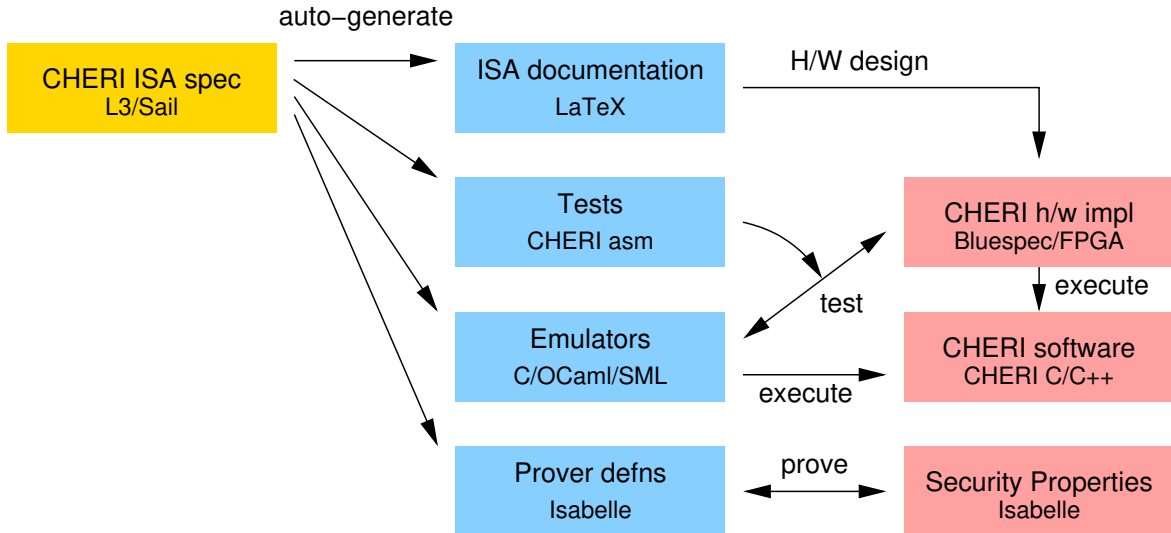 auto-generate
CHERI ISA spec
L3/Sail
ISA documentation
LaTeX
H/W design
Tests
CHERI asm
CHERI h/w impl
Bluespec/FPGA
test
execute
Emulators
C/OCaml/SML
execute
CHERI software
CHERI C/C++
Prover defns
Isabelle
prove
Security Properties
Isabelle